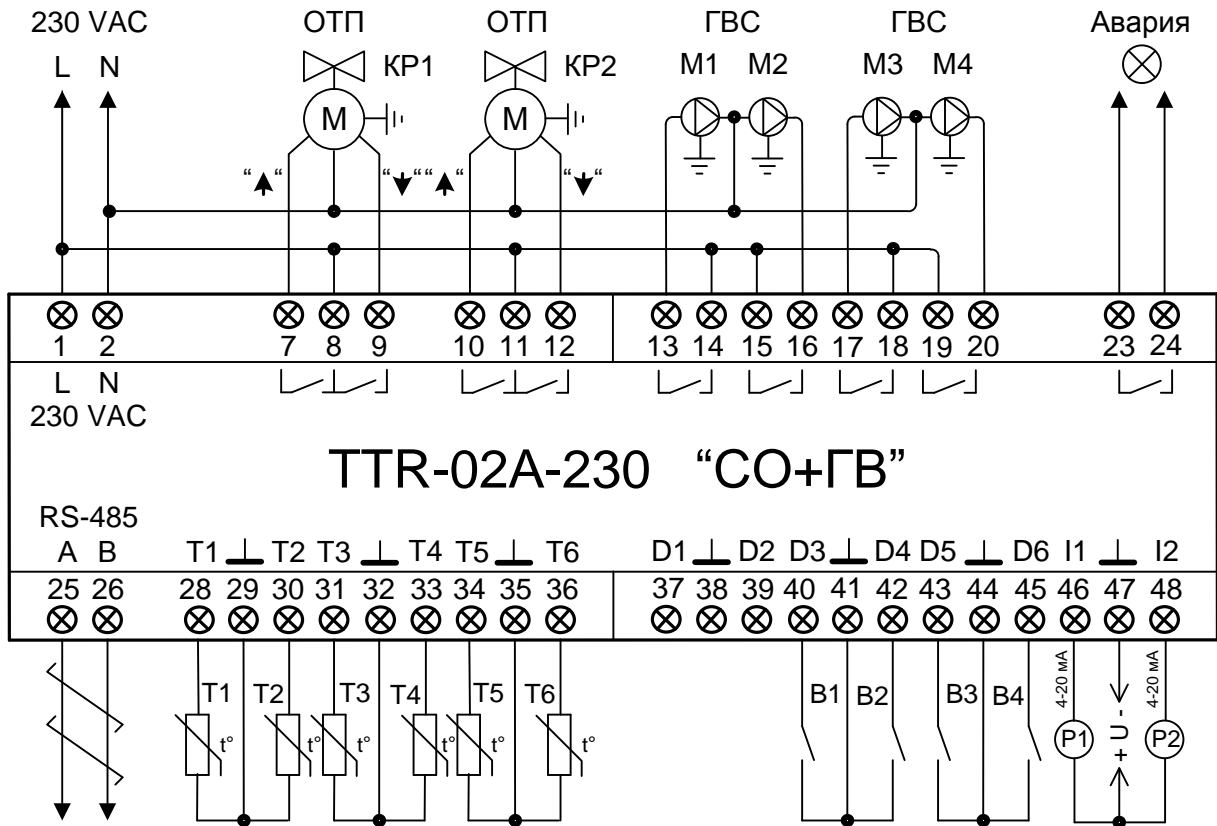 230 VAC ОТП ОТП ГВС ГВС Авария
L N КР1 КР2 М1 М2 М3 М4
М М
“ “ “ “ “ “ “ “
1 2 7 8 9 10 11 12 13 14 15 16 17 18 19 20 23 24
L N
230 VAC
TTR-02A-230 “СО+ГВ”
RS-485
A B T1 T2 T3 T4 T5 T6 D1 D2 D3 D4 D5 D6 I1 I2
25 26 28 29 30 31 32 33 34 35 36 37 38 39 40 41 42 43 44 45 46 47 48
T1 T2 T3 T4 T5 T6 B1 B2 B3 B4 4-20 мА 4-20 мА
t° t° t° t° t° t° P1 + U - P2